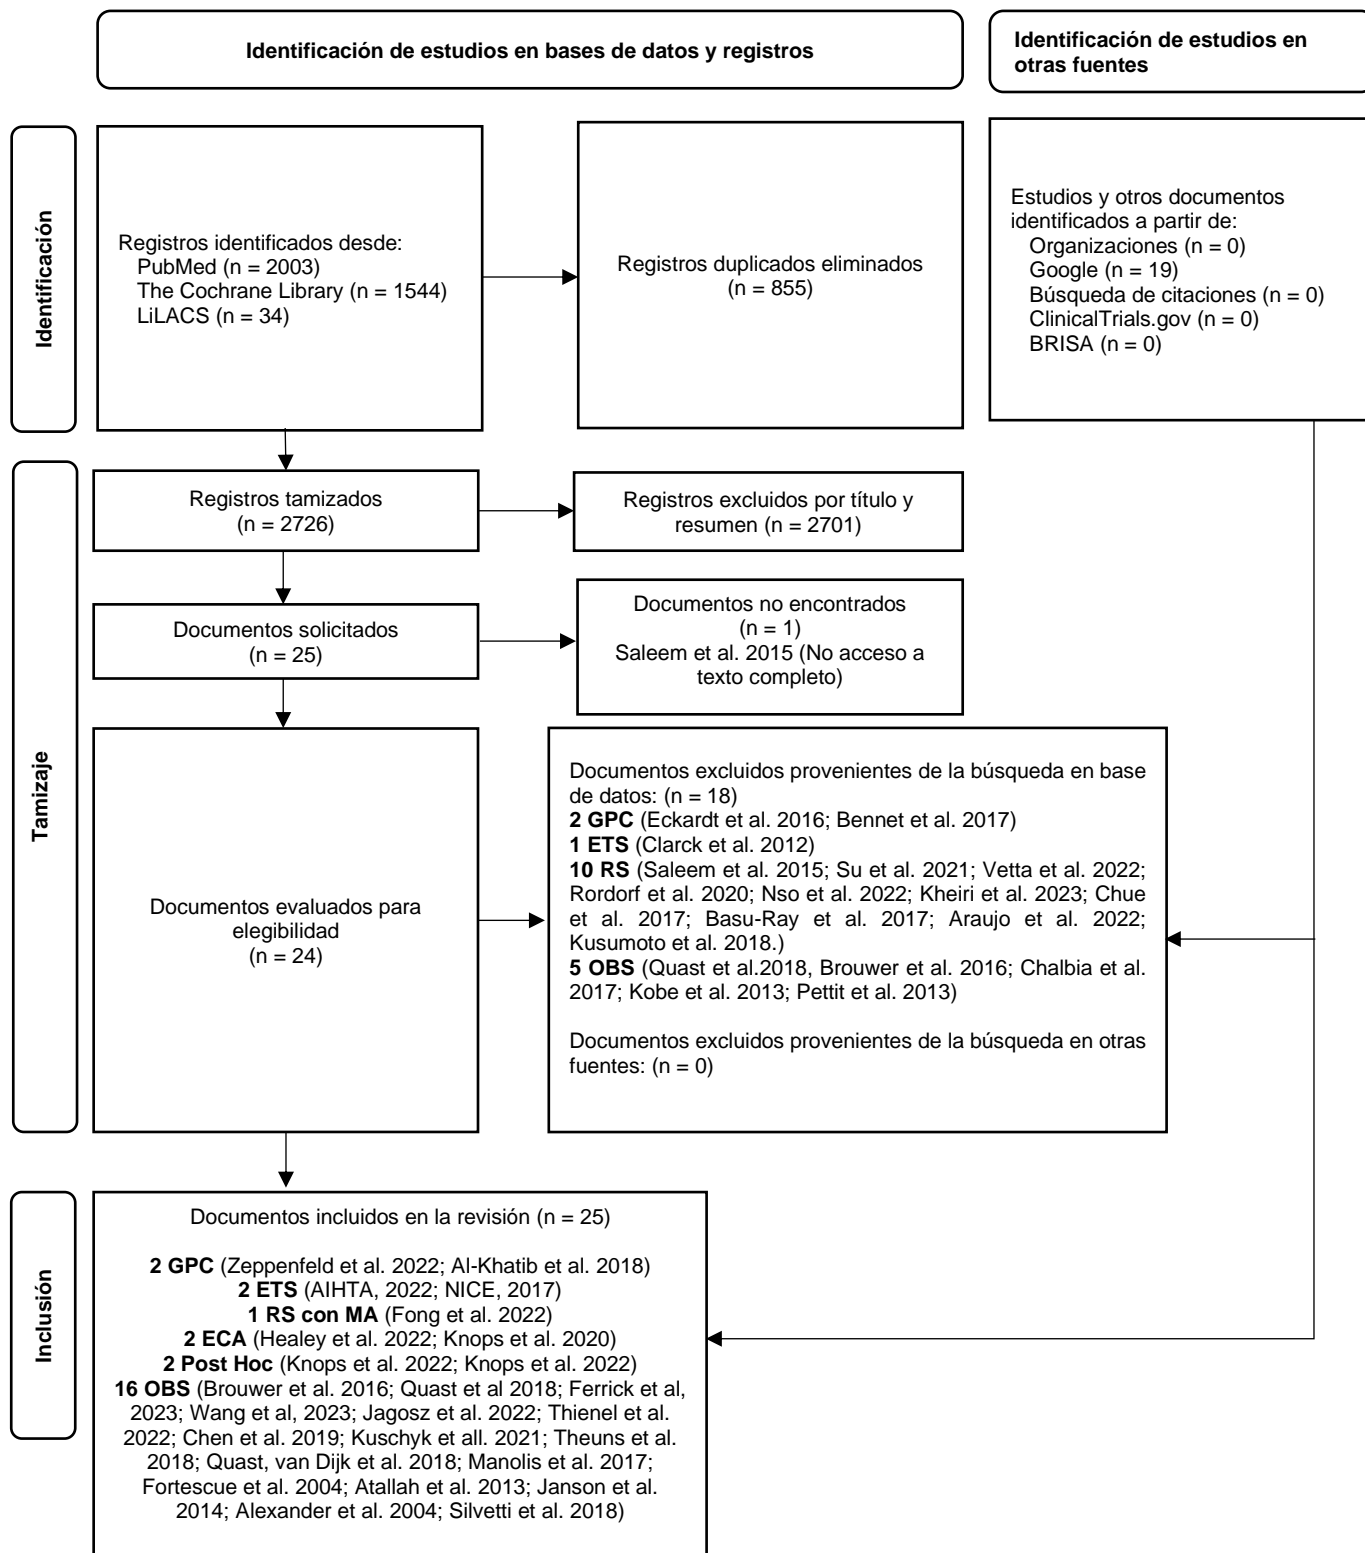 Identificación de estudios en bases de datos y registros
Identificación de estudios en
otras fuentes
Identificación
Registros identificados desde:
PubMed (n = 2003)
The Cochrane Library (n = 1544)
LiLACS (n = 34)
Registros duplicados eliminados
(n = 855)
Estudios y otros documentos
identificados a partir de:
Organizaciones (n = 0)
Google (n = 19)
Búsqueda de citaciones (n = 0)
ClinicalTrials.gov (n = 0)
BRISA (n = 0)
Tamizaje
Registros tamizados
(n = 2726)
Registros excluidos por título y
resumen (n = 2701)
Documentos solicitados
(n = 25)
Documentos no encontrados
(n = 1)
Saleem et al. 2015 (No acceso a
texto completo)
Documentos evaluados para
elegibilidad
(n = 24)
Documentos excluidos provenientes de la búsqueda en base
de datos: (n = 18)
2 GPC (Eckardt et al. 2016; Bennet et al. 2017)
1 ETS (Clarck et al. 2012)
10 RS (Saleem et al. 2015; Su et al. 2021; Vetta et al. 2022;
Rordorf et al. 2020; Nso et al. 2022; Kheiri et al. 2023; Chue
et al. 2017; Basu-Ray et al. 2017; Araujo et al. 2022;
Kusumoto et al. 2018.)
5 OBS (Quast et al.2018, Brouwer et al. 2016; Chalbia et al.
2017; Kobe et al. 2013; Pettit et al. 2013)
Documentos excluidos provenientes de la búsqueda en otras
fuentes: (n = 0)
Inclusión
Documentos incluidos en la revisión (n = 25)
2 GPC (Zeppenfeld et al. 2022; Al-Khatib et al. 2018)
2 ETS (AIHTA, 2022; NICE, 2017)
1 RS con MA (Fong et al. 2022)
2 ECA (Healey et al. 2022; Knops et al. 2020)
2 Post Hoc (Knops et al. 2022; Knops et al. 2022)
16 OBS (Brouwer et al. 2016; Quast et al 2018; Ferrick et al,
2023; Wang et al, 2023; Jagosz et al. 2022; Thienel et al.
2022; Chen et al. 2019; Kuschyk et all. 2021; Theuns et al.
2018; Quast, van Dijk et al. 2018; Manolis et al. 2017;
Fortescue et al. 2004; Atallah et al. 2013; Janson et al.
2014; Alexander et al. 2004; Silvetti et al. 2018)